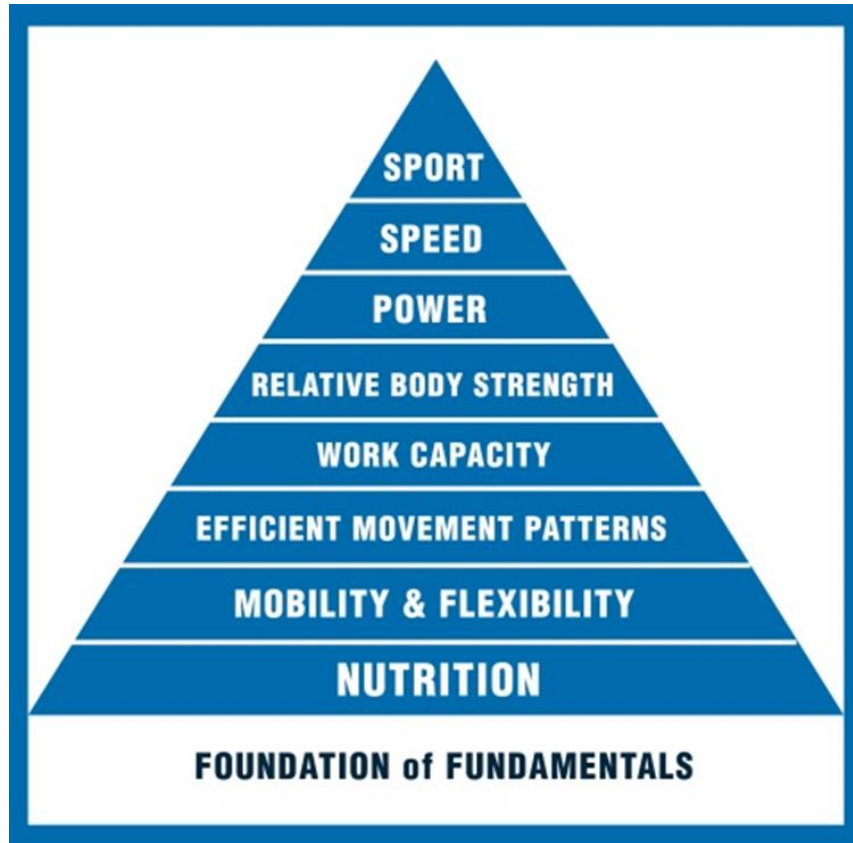 SPORT
SPEED
POWER
RELATIVE BODY STRENGTH
WORK CAPACITY
EFFICIENT MOVEMENT PATTERNS
MOBILITY & FLEXIBILITY
NUTRITION
FOUNDATION of FUNDAMENTALS